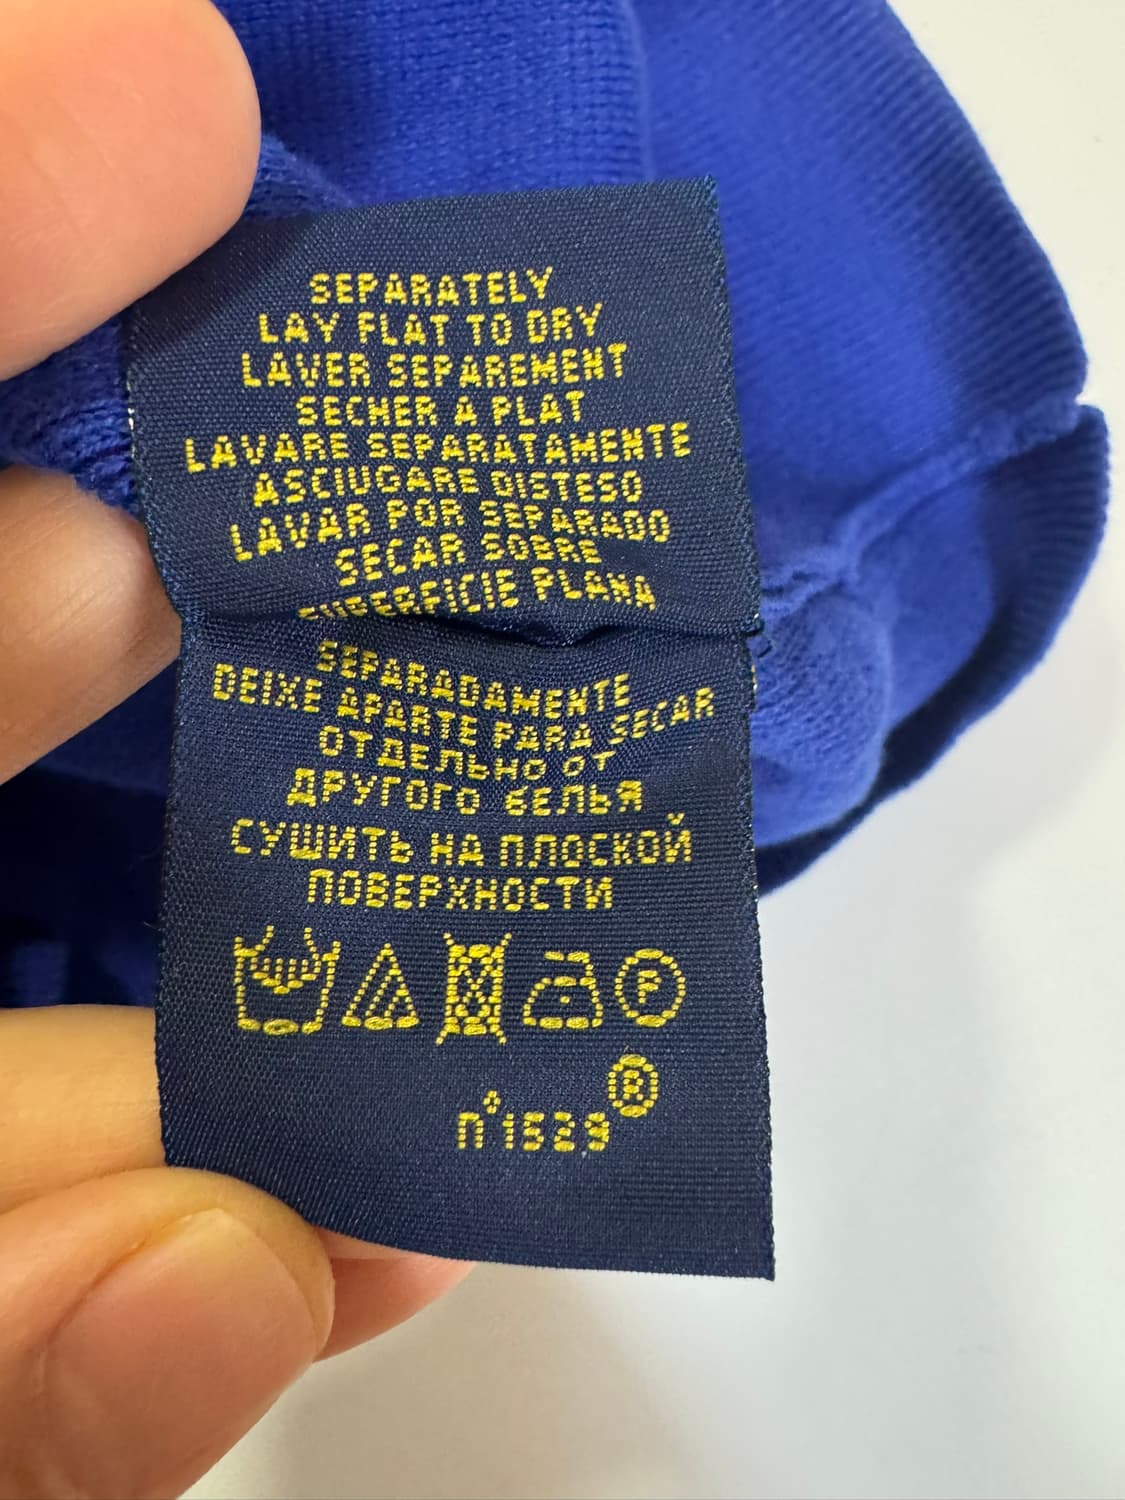 SEPARATELY
LAY FLAT TO DRY
LAVER SEPAREMENT
SECHER A PLAT
LAVARE SEPARATAMENTE
ASCIUGARE DISTESO
LAVAR POR SEPARADO
SECAR SOBRE
SUPERFICIE PLANA
SEPARADAMENTE
DEIXE APARTE PARA SECAR
ОТДЕЛЬНО ОТ
ДРУГОГО БЕЛЬЯ
СУШИТЬ НА ПЛОСКОЙ
ПОВЕРХНОСТИ
P
n°1529®